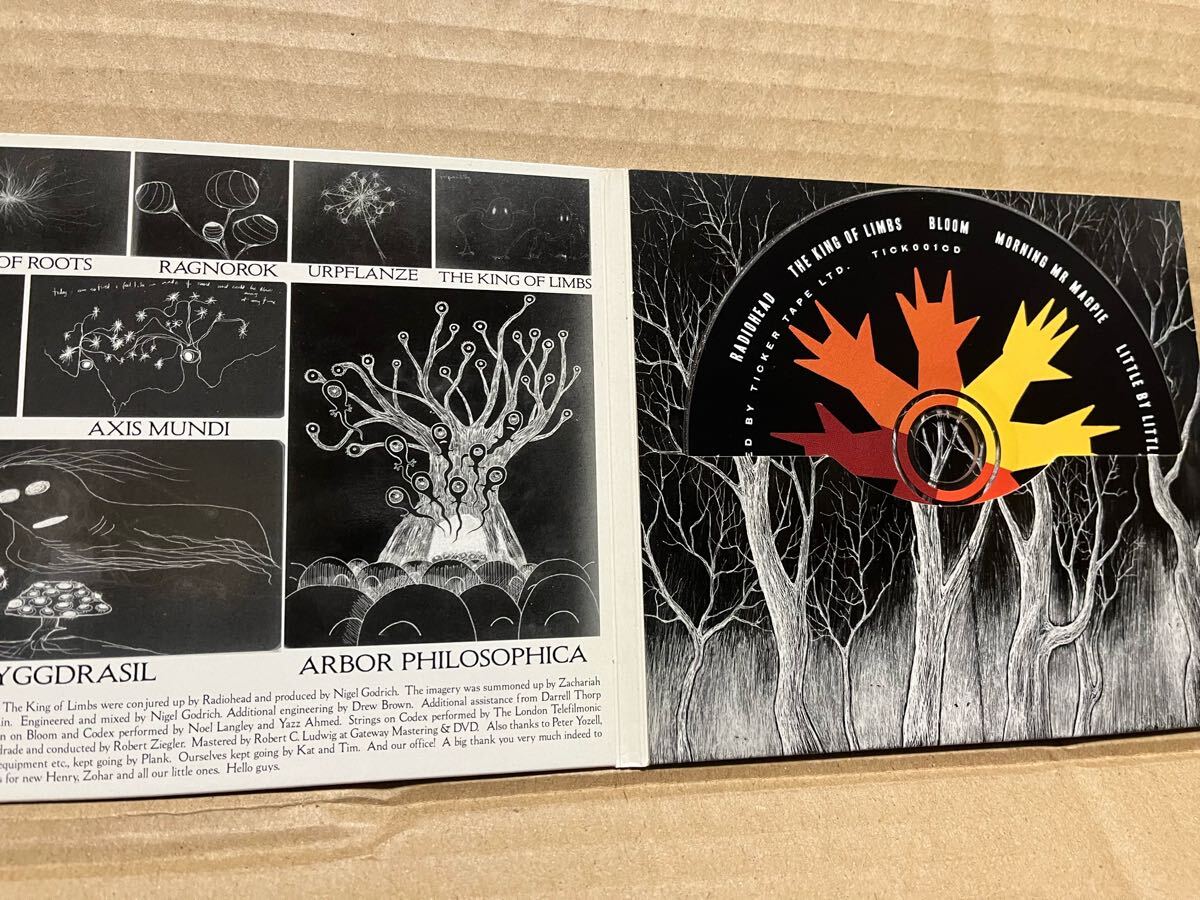 OF ROOTS
RAGNOROK
URPFLANZE
THE KING OF LIMBS
AXIS MUNDI
YGGDRASIL
ARBOR PHILOSOPHICA
The King of Limbs were conjured up by Radiohead and produced by Nigel Godrich. The imagery was summoned up by Zachariah
in. Engineered and mixed by Nigel Godrich. Additional engineering by Drew Brown. Additional assistance from Darrell Thorp
n on Bloom and Codex performed by Noel Langley and Yazz Ahmed. Strings on Codex performed by The London Telefilmonic
drade and conducted by Robert Ziegler. Mastered by Robert C. Ludwig at Gateway Mastering & DVD. Also thanks to Peter Yozell,
equipment etc., kept going by Plank. Ourselves kept going by Kat and Tim. And our office! A big thank you very much indeed to
s for new Henry, Zohar and all our little ones. Hello guys.
RADIOHEAD THE KING OF LIMBS BLOOM MORNING MR MAGPIE LITTLE BY LITTL
ED BY TICKER TAPE LTD. TICK001CD